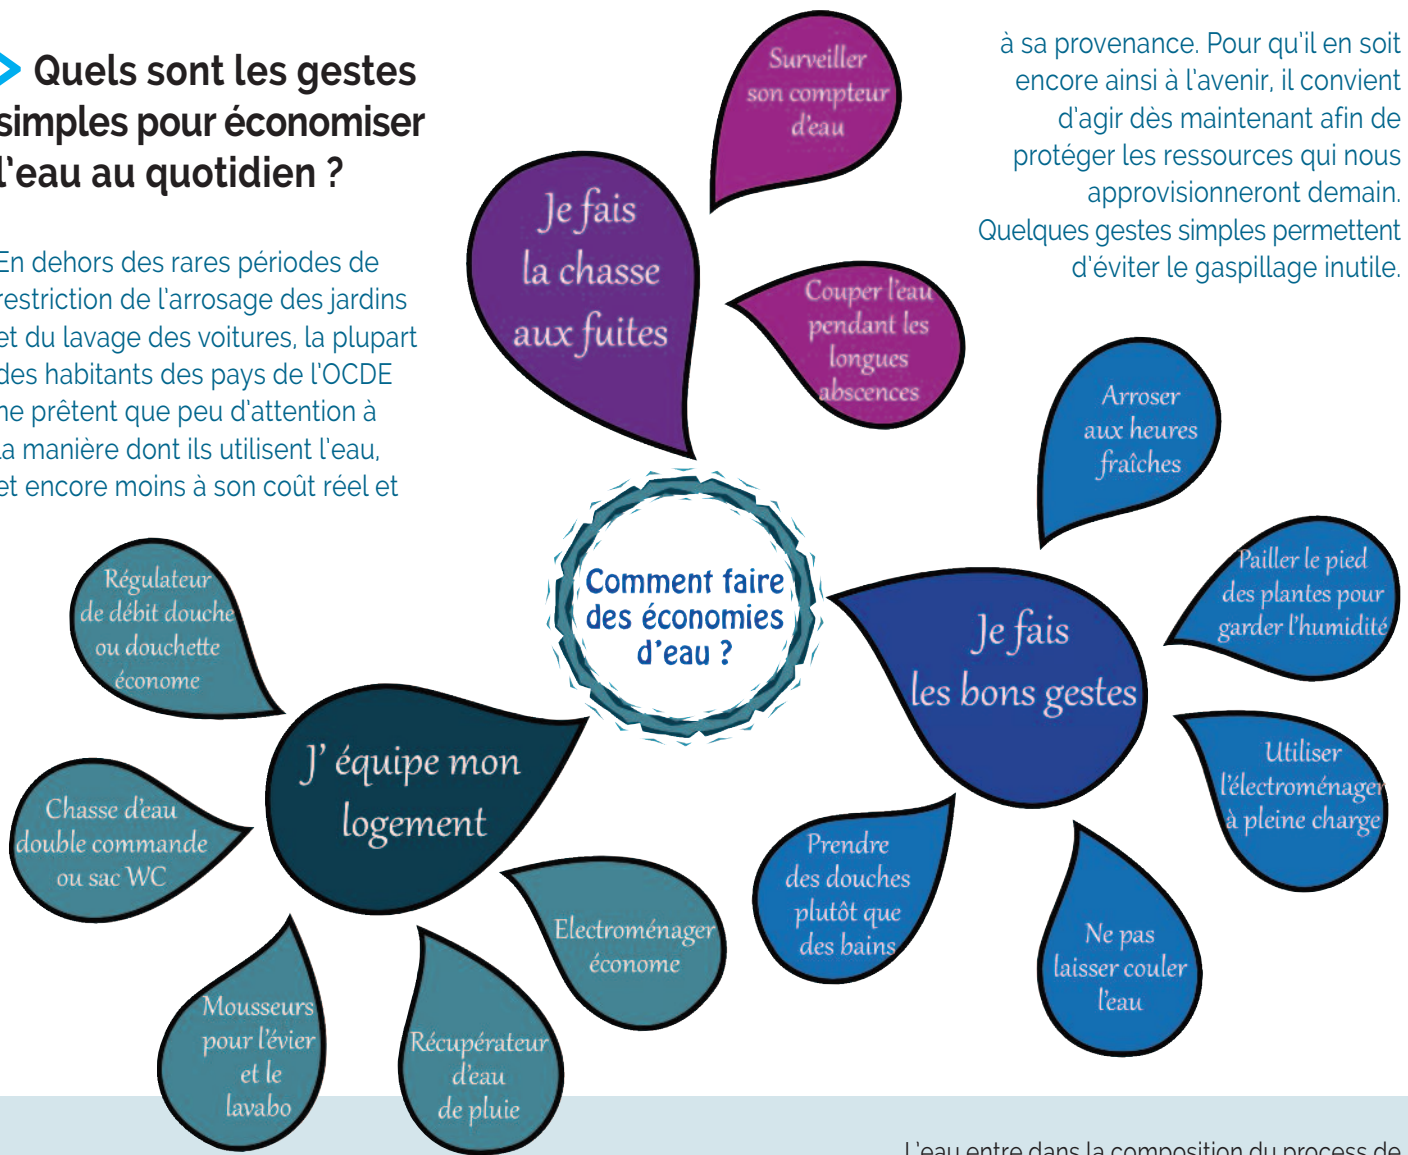 > Quels sont les gestes
simples pour économiser
l'eau au quotidien ?
En dehors des rares périodes de
restriction de l'arrosage des jardins
et du lavage des voitures, la plupart
des habitants des pays de l'OCDE
ne prêtent que peu d'attention à
la manière dont ils utilisent l'eau,
et encore moins à son coût réel et
à sa provenance. Pour qu'il en soit
encore ainsi à l'avenir, il convient
d'agir dès maintenant afin de
protéger les ressources qui nous
approvisionneront demain.
Quelques gestes simples permettent
d'éviter le gaspillage inutile.
Comment faire
des économies
d'eau ?
Je fais
la chasse
aux fuites
Surveiller
son compteur
d'eau
Couper l'eau
pendant les
longues
abscences
Je fais
les bons gestes
Arroser
aux heures
fraîches
Pailler le pied
des plantes pour
garder l'humidité
Utiliser
l'électroménager
à pleine charge
Ne pas
laisser couler
l'eau
Prendre
des douches
plutôt que
des bains
J' équipe mon
logement
Régulateur
de débit douche
ou douchette
économe
Chasse d'eau
double commande
ou sac WC
Mousseurs
pour l'évier
et le
lavabo
Récupérateur
d'eau
de pluie
Electroménager
économe
L'eau entre dans la composition du process de